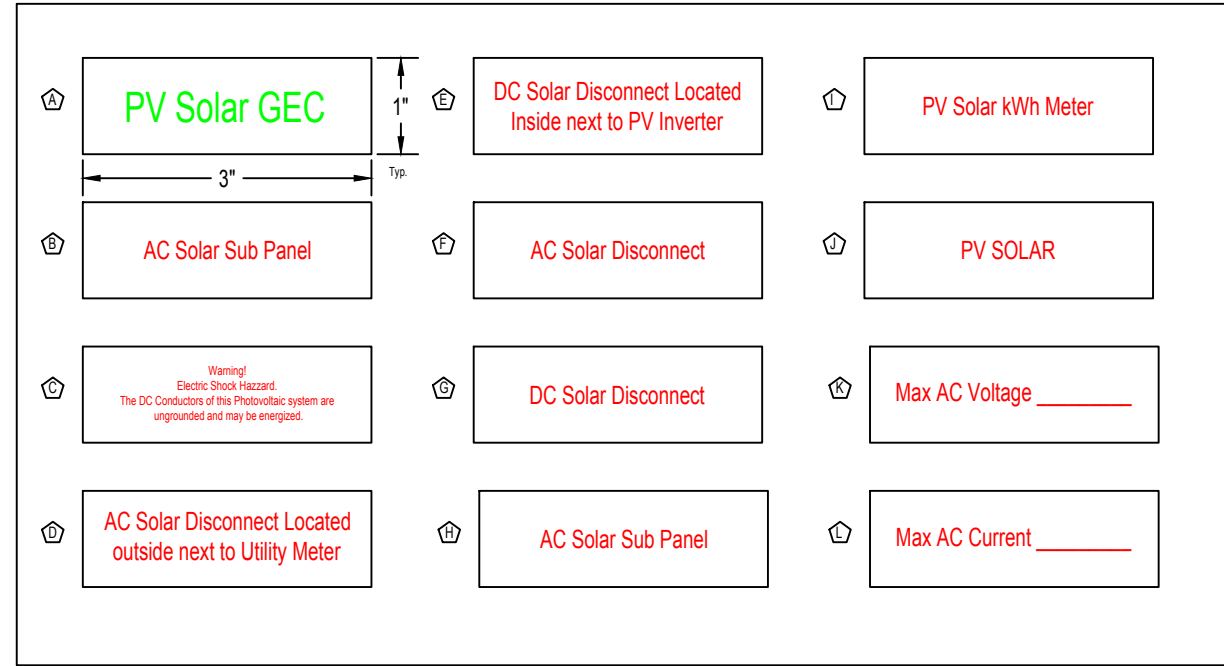 A
PV Solar GEC
1"
3"
Typ.
B
AC Solar Sub Panel
C
Warning!
Electric Shock Hazzard.
The DC Conductors of this Photovoltaic system are
ungrounded and may be energized.
D
AC Solar Disconnect Located
outside next to Utility Meter
E
DC Solar Disconnect Located
Inside next to PV Inverter
F
AC Solar Disconnect
G
DC Solar Disconnect
H
AC Solar Sub Panel
I
PV Solar kWh Meter
J
PV SOLAR
K
Max AC Voltage _________
L
Max AC Current _________